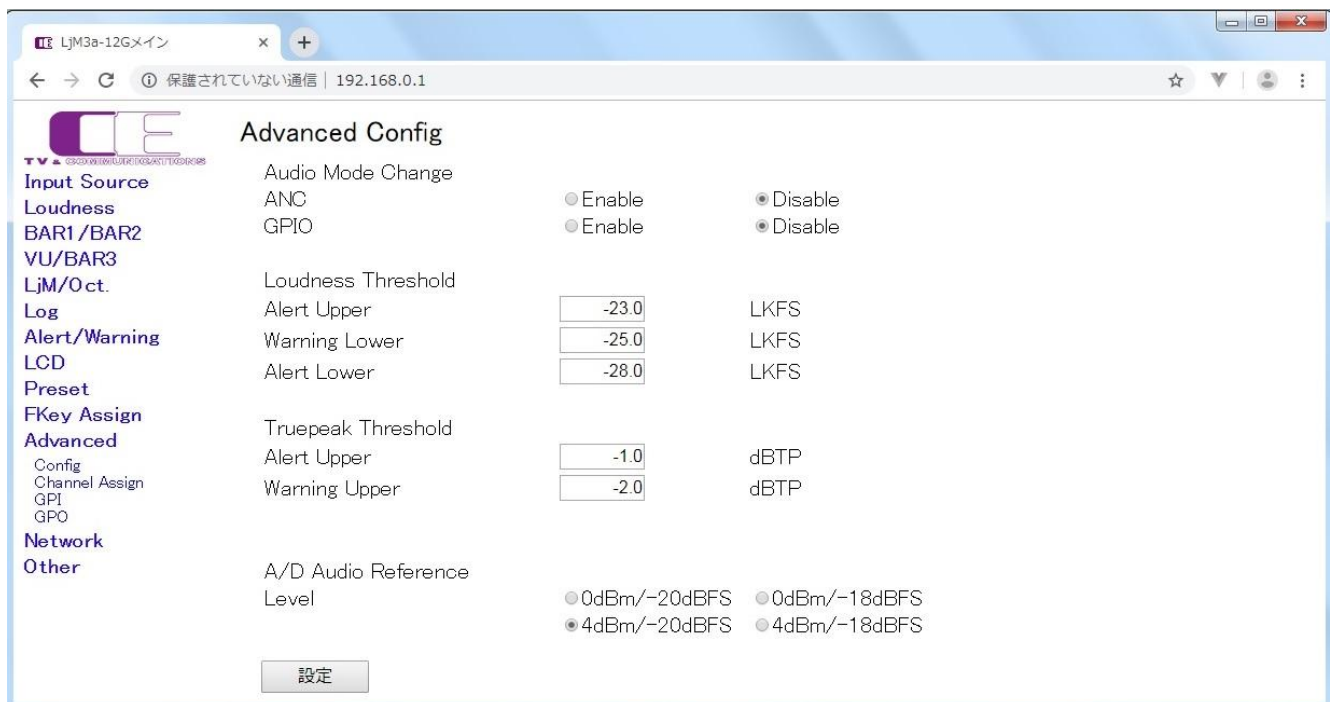 LjM3a-12Gメイン
保護されていない通信 | 192.168.0.1
TV & COMMUNICATIONS
Input Source
Loudness
BAR1/BAR2
VU/BAR3
LjM/Oct.
Log
Alert/Warning
LCD
Preset
FKey Assign
Advanced
Config
Channel Assign
GPI
GPO
Network
Other
Advanced Config
Audio Mode Change
ANC Enable Disable
GPIO Enable Disable
Loudness Threshold
Alert Upper -23.0 LKFS
Warning Lower -25.0 LKFS
Alert Lower -28.0 LKFS
Truepeak Threshold
Alert Upper -1.0 dBTP
Warning Upper -2.0 dBTP
A/D Audio Reference
Level 0dBm/-20dBFS 0dBm/-18dBFS
4dBm/-20dBFS 4dBm/-18dBFS
設定